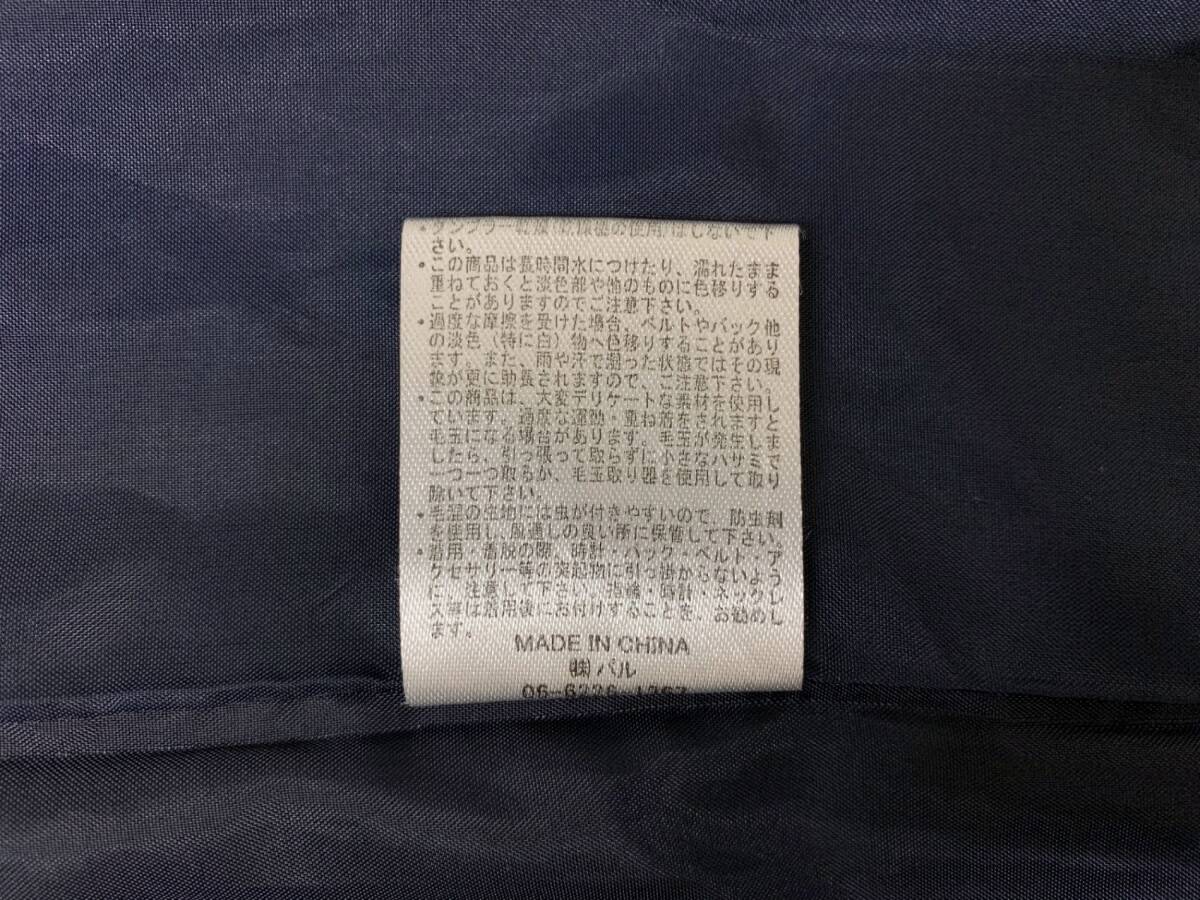 ・タンブラー乾燥(乾燥機の使用)はしないで下
さい。
・この商品は長時間水につけたり、濡れたまま
重ねておくと淡色部や他のものに色移りする
ことがありますのでご注意下さい。
・過度な摩擦を受けた場合、ベルトやバック他
の淡色(特に白)物へ色移りすることがあり
ます。また、雨や汗で湿った状態ではその現
象が更に助長されますので、ご注意下さい。
・この商品は、大変デリケートな素材を使用し
ています。過度な運動・重ね着をされますと
毛玉になる場合があります。毛玉が発生しま
したら、引っ張って取らずに小さなハサミで
一つ一つ取るか、毛玉取り器を使用して取り
除いて下さい。
・毛混の生地には虫が付きやすいので、防虫剤
を使用し、風通しの良い所に保管して下さい。
・着用・着脱の際、時計・バック・ベルト・ア
クセサリー等の突起物に引っ掛からないよう
に、注意して下さい。指輪・時計・ネックレ
ス等は着用後にお付けすることを、お勧めし
ます。
MADE IN CHINA
㈱パル